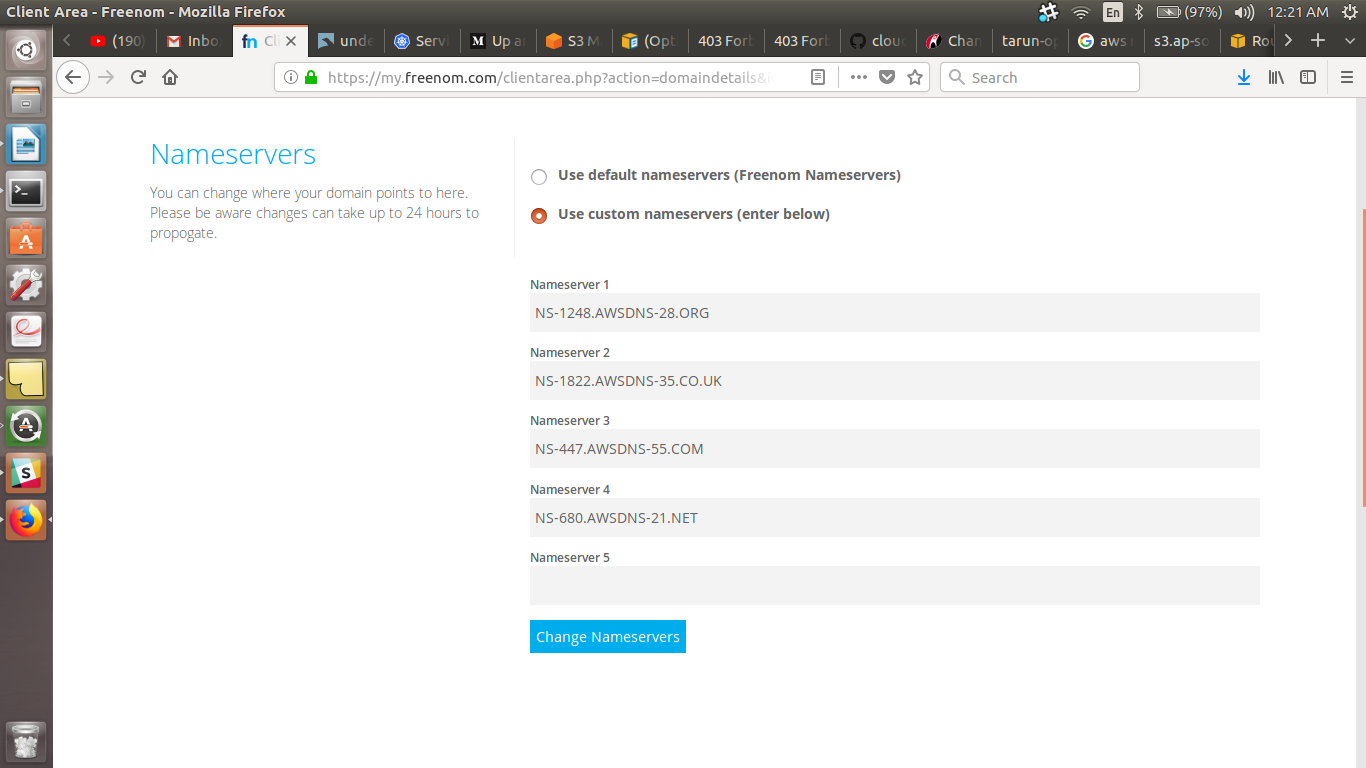 Client Area - Freenom - Mozilla Firefox
En
(97%)
12:21 AM
(190)
Inbo
fn
Cl
unde
Servi
M
Up a
S3 M
(Opt
403 Forb
403 Forb
cloud
Chan
tarun-op
G
aws
s3.ap-so
Rou
https://my.freenom.com/clientarea.php?action=domaindetails&i
Search
Nameservers
You can change where your domain points to here.
Please be aware changes can take up to 24 hours to
propogate.
Use default nameservers (Freenom Nameservers)
Use custom nameservers (enter below)
Nameserver 1
NS-1248.AWSDNS-28.ORG
Nameserver 2
NS-1822.AWSDNS-35.CO.UK
Nameserver 3
NS-447.AWSDNS-55.COM
Nameserver 4
NS-680.AWSDNS-21.NET
Nameserver 5
Change Nameservers